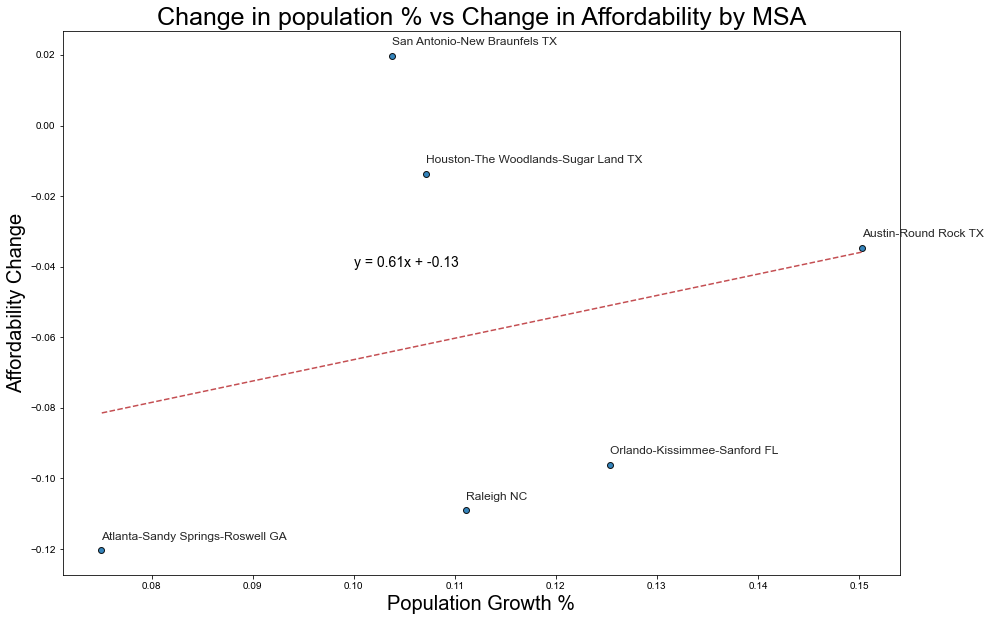 Change in population % vs Change in Affordability by MSA
San Antonio-New Braunfels TX
Houston-The Woodlands-Sugar Land TX
Austin-Round Rock TX
y = 0.61x + -0.13
Orlando-Kissimmee-Sanford FL
Raleigh NC
Atlanta-Sandy Springs-Roswell GA
Affordability Change
0.02
0.00
−0.02
−0.04
−0.06
−0.08
−0.10
−0.12
0.08 0.09 0.10 0.11 0.12 0.13 0.14 0.15
Population Growth %